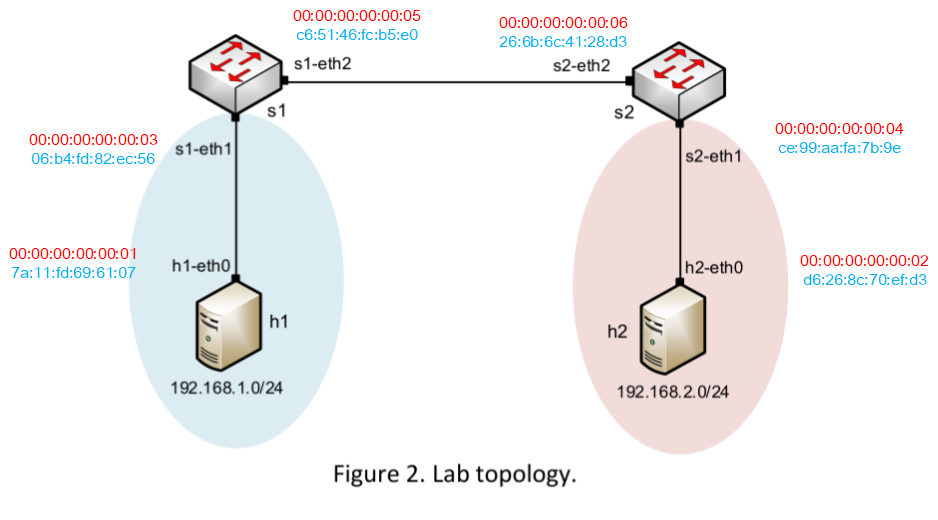 00:00:00:00:00:05
c6:51:46:fc:b5:e0
00:00:00:00:00:06
26:6b:6c:41:28:d3
s1-eth2
s2-eth2
s1
s2
00:00:00:00:00:03
06:b4:fd:82:ec:56
s1-eth1
00:00:00:00:00:04
ce:99:aa:fa:7b:9e
s2-eth1
00:00:00:00:00:01
7a:11:fd:69:61:07
h1-eth0
h2-eth0
00:00:00:00:00:02
d6:26:8c:70:ef:d3
h1
h2
192.168.1.0/24
192.168.2.0/24
Figure 2. Lab topology.